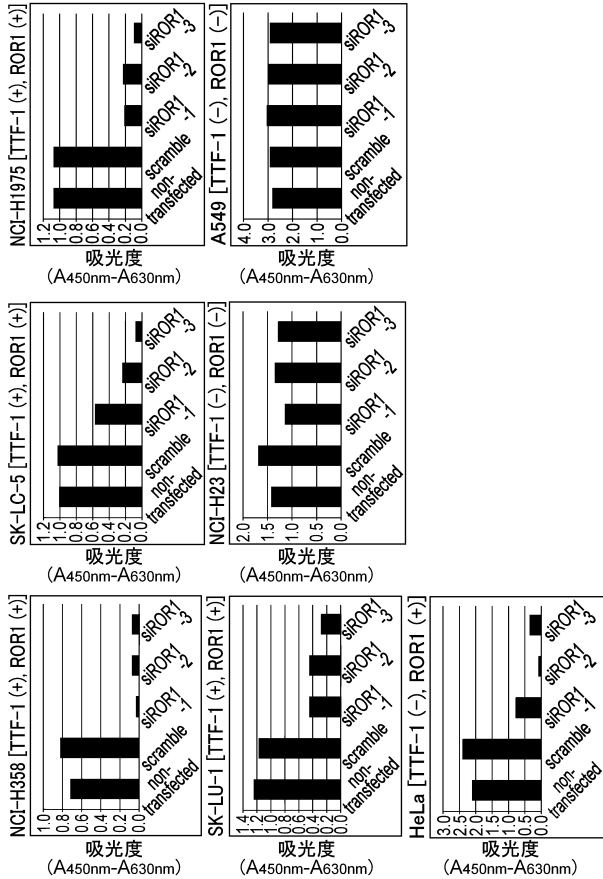 NCI-H1975 [TTF-1 (+), ROR1 (+)]
siROR1
-3
siROR1
-2
siROR1
-1
scramble
non-
transfected
1.2 1.0 0.8 0.6 0.4 0.2 0.0
吸光度
(A450nm-A630nm)
A549 [TTF-1 (-), ROR1 (-)]
siROR1
-3
siROR1
-2
siROR1
-1
scramble
non-
transfected
4.0 3.0 2.0 1.0 0.0
吸光度
(A450nm-A630nm)
SK-LC-5 [TTF-1 (+), ROR1 (+)]
siROR1
-3
siROR1
-2
siROR1
-1
scramble
non-
transfected
1.2 1.0 0.8 0.6 0.4 0.2 0.0
吸光度
(A450nm-A630nm)
NCI-H23 [TTF-1 (-), ROR1 (-)]
siROR1
-3
siROR1
-2
siROR1
-1
scramble
non-
transfected
2.0 1.5 1.0 0.5 0.0
吸光度
(A450nm-A630nm)
NCI-H358 [TTF-1 (+), ROR1 (+)]
siROR1
-3
siROR1
-2
siROR1
-1
scramble
non-
transfected
1.0 0.8 0.6 0.4 0.2 0.0
吸光度
(A450nm-A630nm)
SK-LU-1 [TTF-1 (+), ROR1 (+)]
siROR1
-3
siROR1
-2
siROR1
-1
scramble
non-
transfected
1.4 1.2 1.0 0.8 0.6 0.4 0.2 0.0
吸光度
(A450nm-A630nm)
HeLa [TTF-1 (-), ROR1 (+)]
siROR1
-3
siROR1
-2
siROR1
-1
scramble
non-
transfected
3.0 2.5 2.0 1.5 1.0 0.5 0.0
吸光度
(A450nm-A630nm)